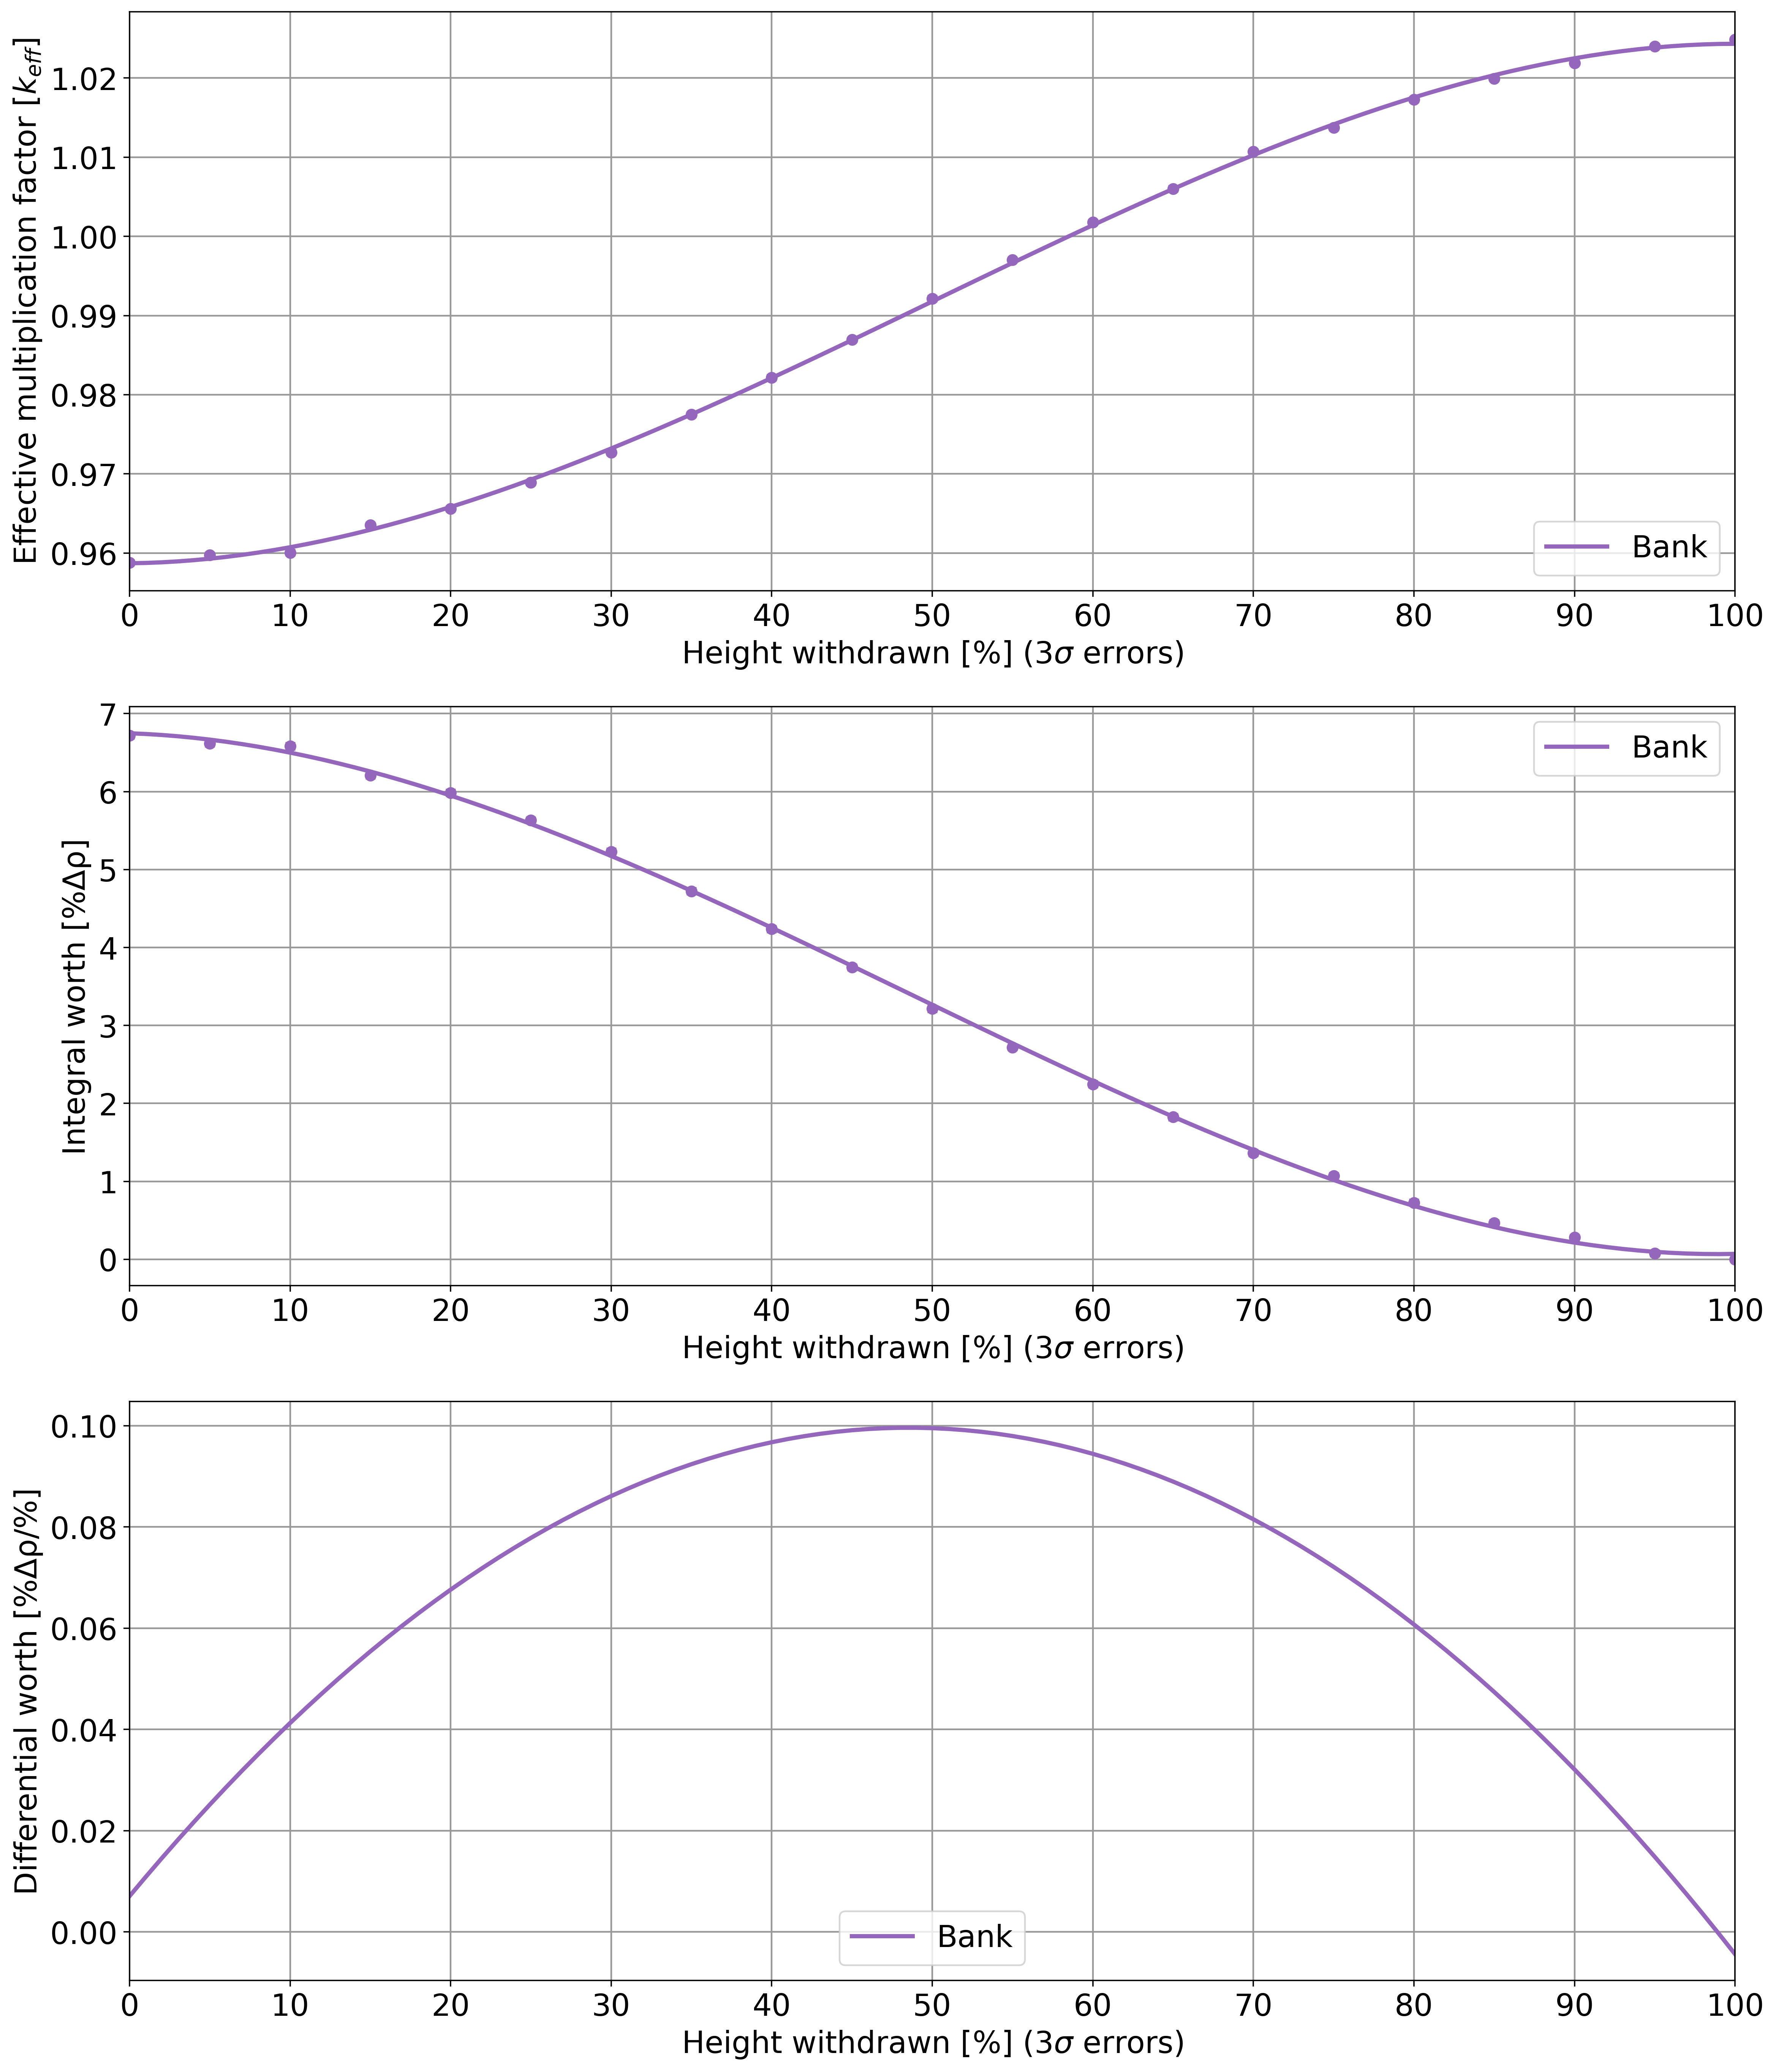 Effective multiplication factor [k_eff]
1.02
1.01
1.00
0.99
0.98
0.97
0.96
Bank
0 10 20 30 40 50 60 70 80 90 100
Height withdrawn [%] (3σ errors)
Integral worth [%Δρ]
7
6
5
4
3
2
1
0
Bank
0 10 20 30 40 50 60 70 80 90 100
Height withdrawn [%] (3σ errors)
Differential worth [%Δρ/%]
0.10
0.08
0.06
0.04
0.02
0.00
Bank
0 10 20 30 40 50 60 70 80 90 100
Height withdrawn [%] (3σ errors)